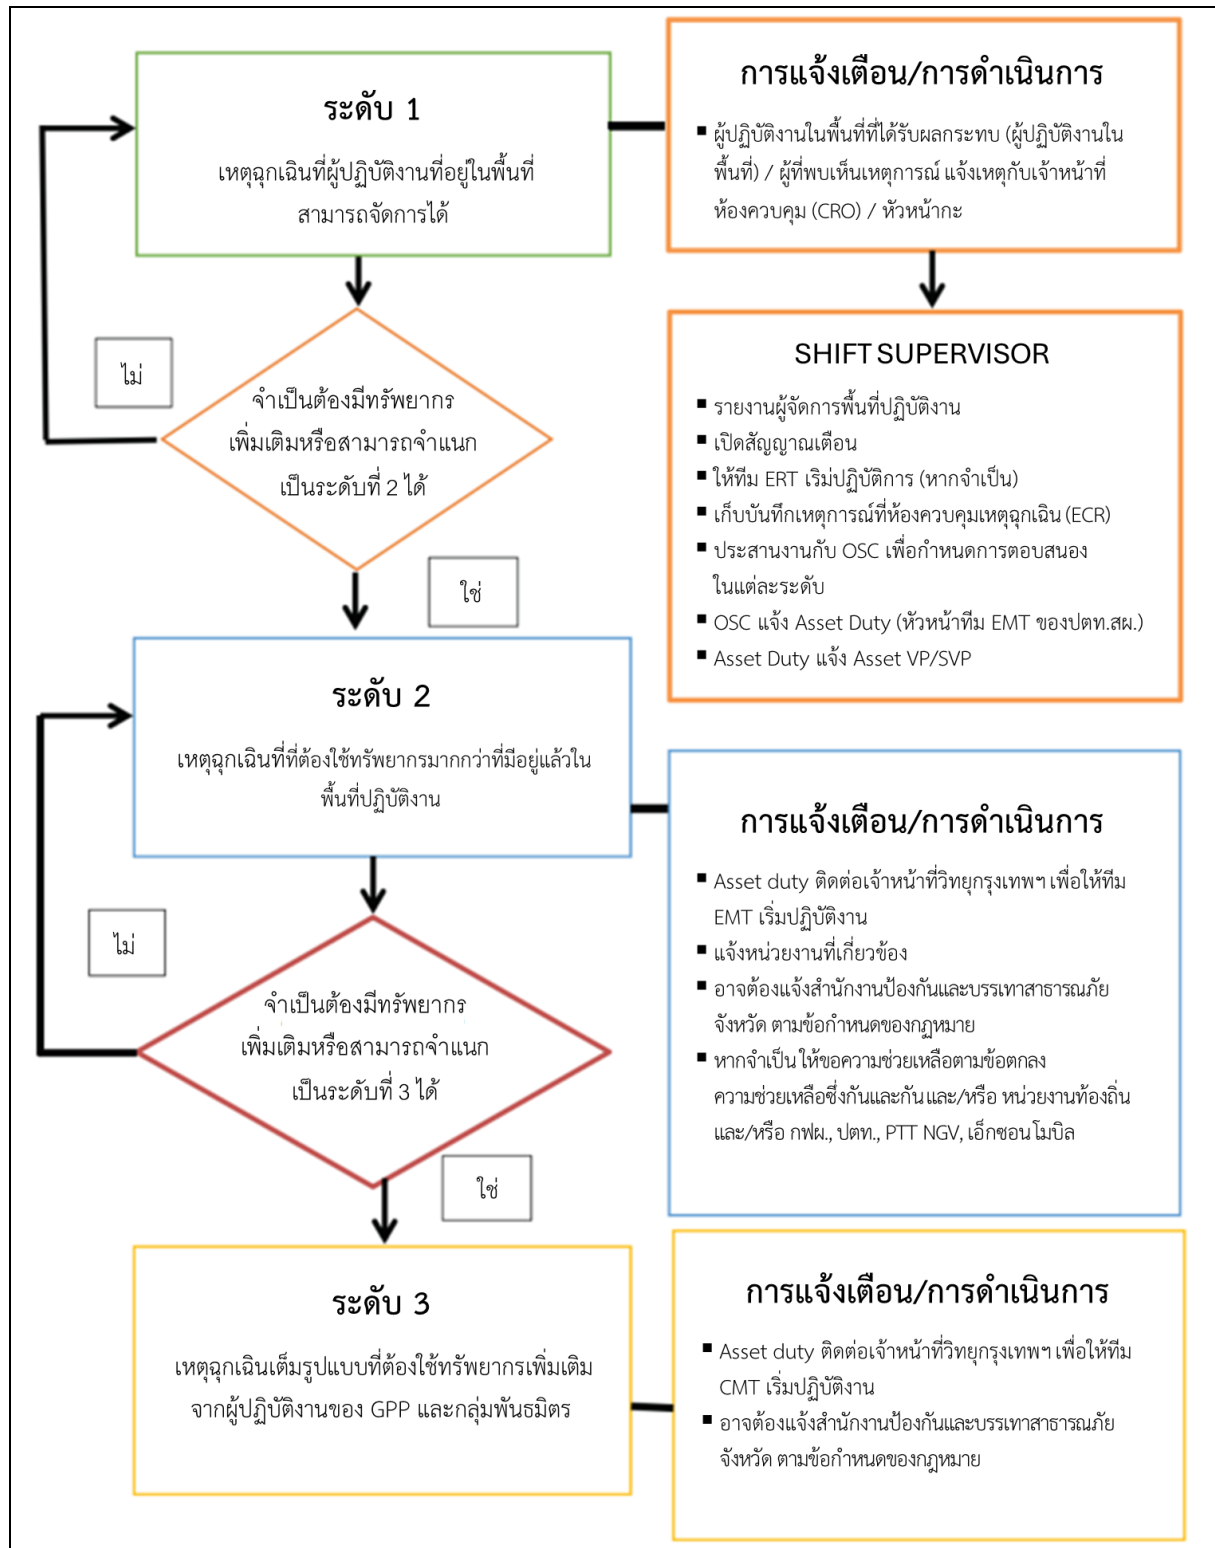 ระดับ 1
เหตุฉุกเฉินที่ผู้ปฏิบัติงานที่อยู่ในพื้นที่
สามารถจัดการได้
การแจ้งเตือน/การดำเนินการ
▪ ผู้ปฏิบัติงานในพื้นที่ที่ได้รับผลกระทบ (ผู้ปฏิบัติงานใน
พื้นที่) / ผู้ที่พบเห็นเหตุการณ์ แจ้งเหตุกับเจ้าหน้าที่
ห้องควบคุม (CRO) / หัวหน้ากะ
ไม่
จำเป็นต้องมีทรัพยากร
เพิ่มเติมหรือสามารถจำแนก
เป็นระดับที่ 2 ได้
ใช่
SHIFT SUPERVISOR
▪ รายงานผู้จัดการพื้นที่ปฏิบัติงาน
▪ เปิดสัญญาณเตือน
▪ ให้ทีม ERT เริ่มปฏิบัติการ (หากจำเป็น)
▪ เก็บบันทึกเหตุการณ์ที่ห้องควบคุมเหตุฉุกเฉิน (ECR)
▪ ประสานงานกับ OSC เพื่อกำหนดการตอบสนอง
ในแต่ละระดับ
▪ OSC แจ้ง Asset Duty (หัวหน้าทีม EMT ของปตท.สผ.)
▪ Asset Duty แจ้ง Asset VP/SVP
ระดับ 2
เหตุฉุกเฉินที่ที่ต้องใช้ทรัพยากรมากกว่าที่มีอยู่แล้วใน
พื้นที่ปฏิบัติงาน
การแจ้งเตือน/การดำเนินการ
▪ Asset duty ติดต่อเจ้าหน้าที่วิทยุกรุงเทพฯ เพื่อให้ทีม
EMT เริ่มปฏิบัติงาน
▪ แจ้งหน่วยงานที่เกี่ยวข้อง
▪ อาจต้องแจ้งสำนักงานป้องกันและบรรเทาสาธารณภัย
จังหวัด ตามข้อกำหนดของกฎหมาย
▪ หากจำเป็น ให้ขอความช่วยเหลือตามข้อตกลง
ความช่วยเหลือซึ่งกันและกัน และ/หรือ หน่วยงานท้องถิ่น
และ/หรือ กฟผ., ปตท., PTT NGV, เอ็กซอน โมบิล
ไม่
จำเป็นต้องมีทรัพยากร
เพิ่มเติมหรือสามารถจำแนก
เป็นระดับที่ 3 ได้
ใช่
ระดับ 3
เหตุฉุกเฉินเต็มรูปแบบที่ต้องใช้ทรัพยากรเพิ่มเติม
จากผู้ปฏิบัติงานของ GPP และกลุ่มพันธมิตร
การแจ้งเตือน/การดำเนินการ
▪ Asset duty ติดต่อเจ้าหน้าที่วิทยุกรุงเทพฯ เพื่อให้ทีม
CMT เริ่มปฏิบัติงาน
▪ อาจต้องแจ้งสำนักงานป้องกันและบรรเทาสาธารณภัย
จังหวัด ตามข้อกำหนดของกฎหมาย